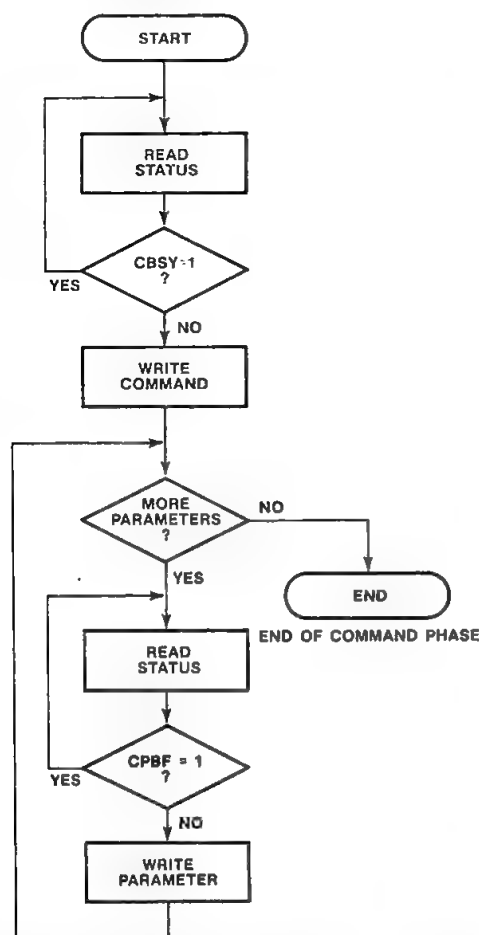 START
READ
STATUS
CBSY=1
?
YES
NO
WRITE
COMMAND
MORE
PARAMETERS
?
NO
YES
END
END OF COMMAND PHASE
READ
STATUS
CPBF = 1
?
YES
NO
WRITE
PARAMETER